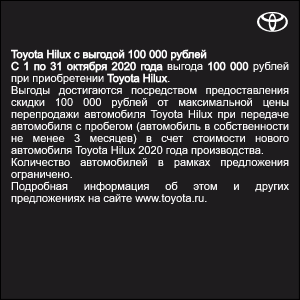 Toyota Hilux с выгодой 100 000 рублей
С 1 по 31 октября 2020 года выгода 100 000 рублей
при приобретении Toyota Hilux.
Выгоды достигаются посредством предоставления
скидки 100 000 рублей от максимальной цены
перепродажи автомобиля Toyota Hilux при передаче
автомобиля с пробегом (автомобиль в собственности
не менее 3 месяцев) в счет стоимости нового
автомобиля Toyota Hilux 2020 года производства.
Количество автомобилей в рамках предложения
ограничено.
Подробная информация об этом и других
предложениях на сайте www.toyota.ru.